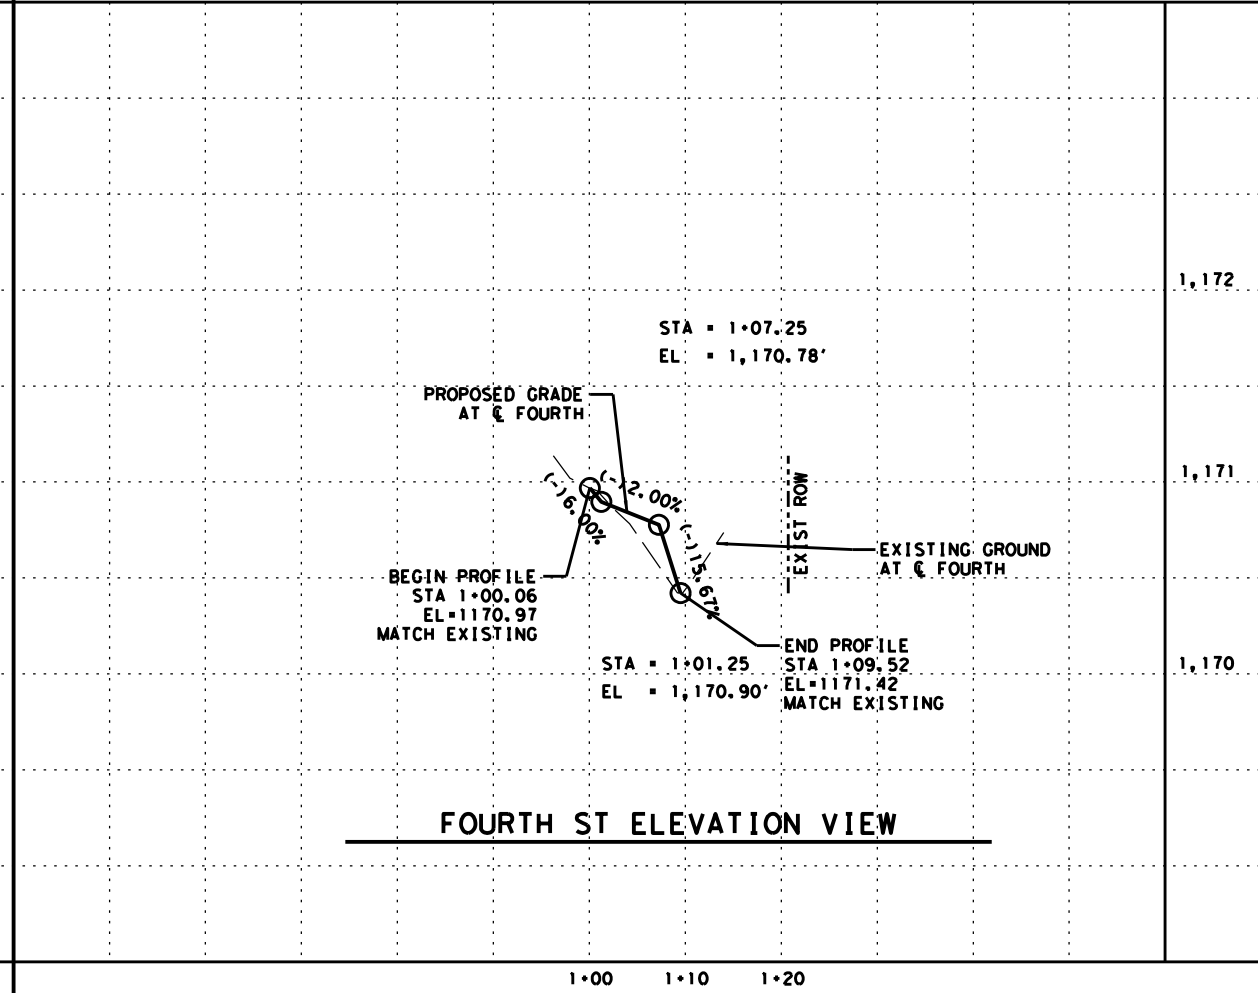 1,172
STA = 1+07.25
EL = 1,170.78'
PROPOSED GRADE
AT ℄ FOURTH
1,171
(-)6.00%
(-)2.00%
(-)15.67%
EXIST ROW
EXISTING GROUND
AT ℄ FOURTH
BEGIN PROFILE
STA 1+00.06
EL=1170.97
MATCH EXISTING
END PROFILE
STA 1+09.52
EL=1171.42
MATCH EXISTING
STA = 1+01.25
EL = 1,170.90'
1,170
FOURTH ST ELEVATION VIEW
1+00
1+10
1+20